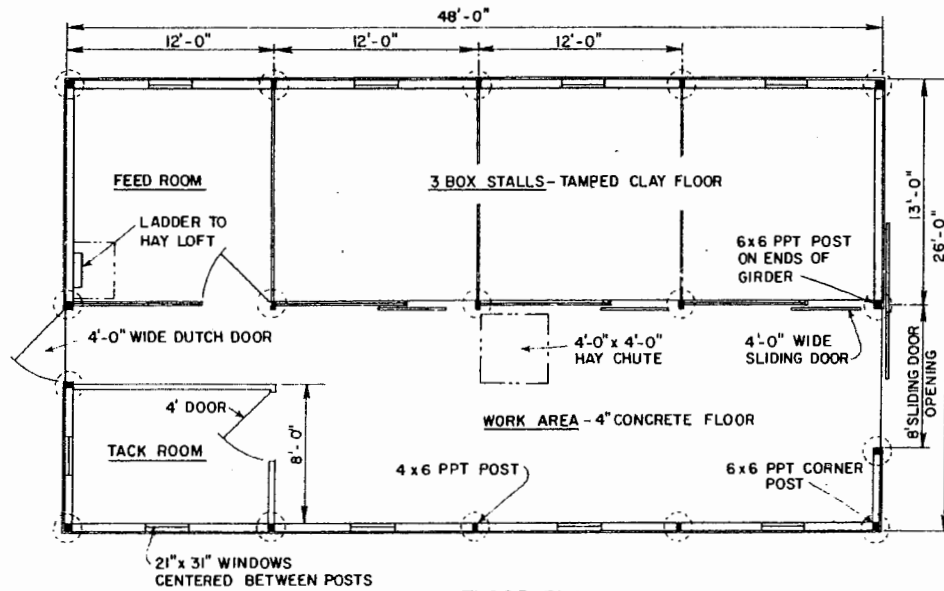 48'-0"
12'-0"
12'-0"
12'-0"
FEED ROOM
3 BOX STALLS-TAMPED CLAY FLOOR
13'-0"
26'-0"
LADDER TO
HAY LOFT
6x6 PPT POST
ON ENDS OF
GIRDER
4'-0" WIDE DUTCH DOOR
4'-0" x 4'-0"
HAY CHUTE
4'-0" WIDE
SLIDING DOOR
8' SLIDING DOOR
OPENING
4' DOOR
8'-0"
WORK AREA - 4" CONCRETE FLOOR
TACK ROOM
4x6 PPT POST
6x6 PPT CORNER
POST
21"x 31" WINDOWS
CENTERED BETWEEN POSTS